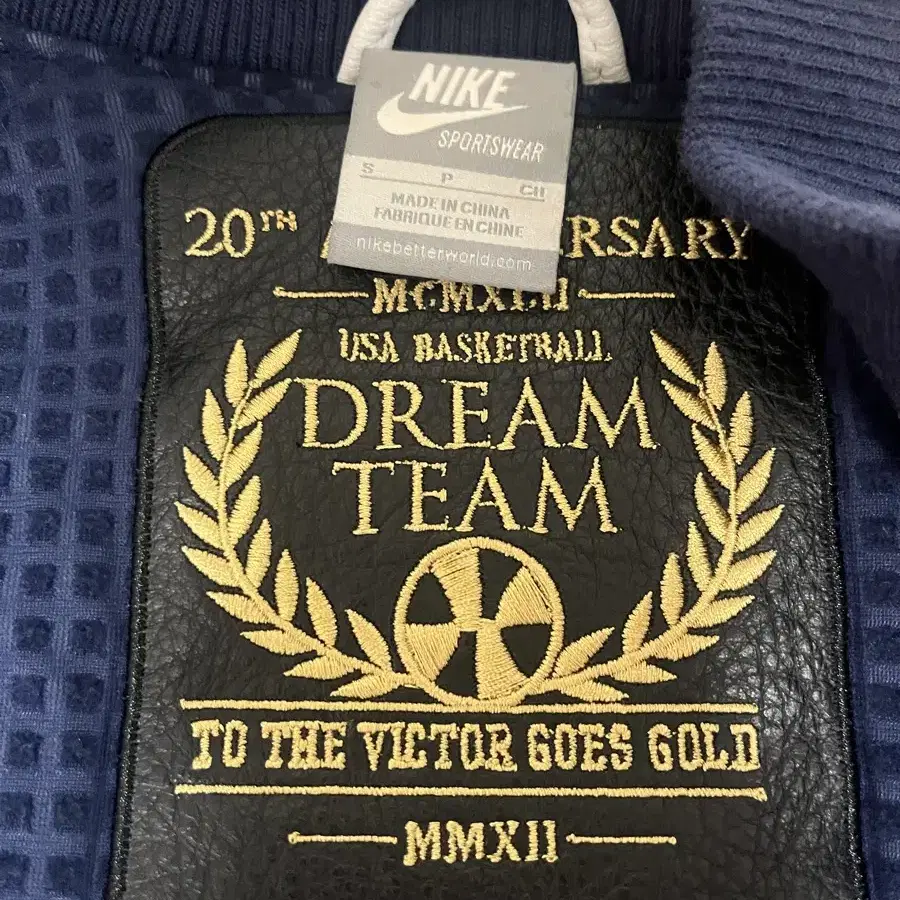 NIKE
SPORTSWEAR
S P CH
MADE IN CHINA
FABRIQUE EN CHINE
nikebetterworld.com
20TH RSARY
MCMXCII
USA BASKETBALL
DREAM
TEAM
TO THE VICTOR GOES GOLD
MMXII